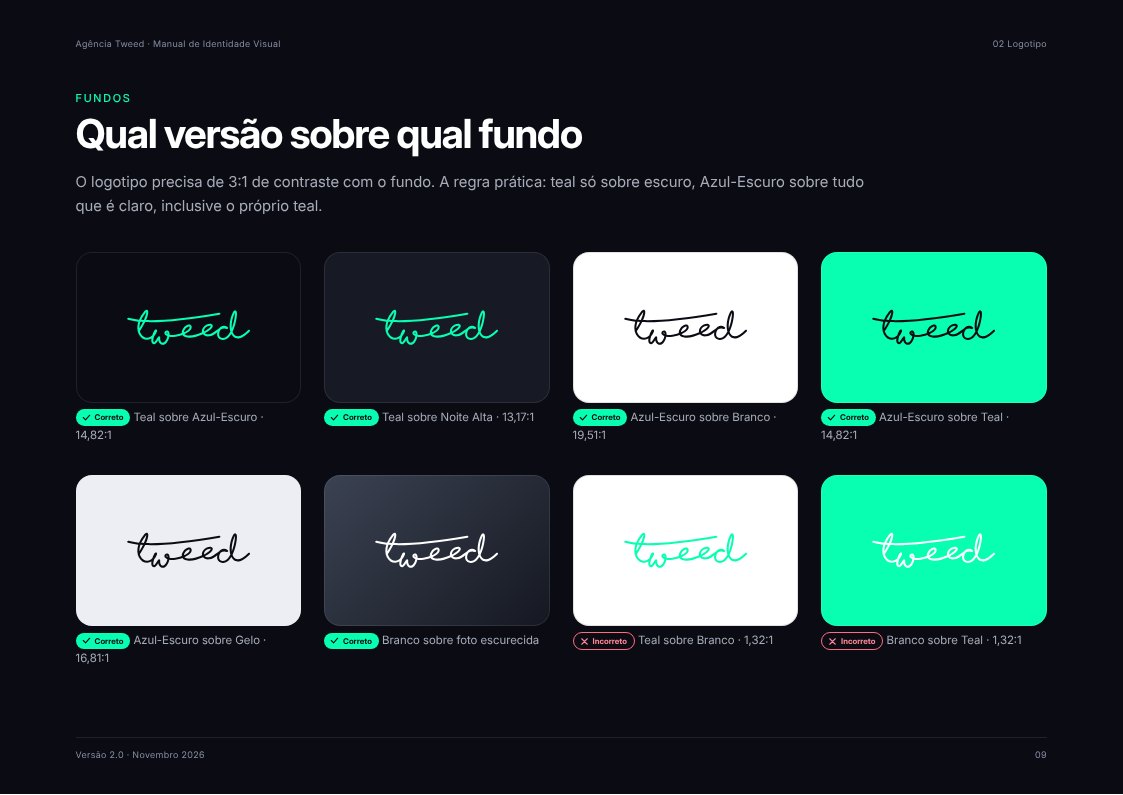 Agência Tweed · Manual de Identidade Visual
02 Logotipo
FUNDOS
Qual versão sobre qual fundo
O logotipo precisa de 3:1 de contraste com o fundo. A regra prática: teal só sobre escuro, Azul-Escuro sobre tudo
que é claro, inclusive o próprio teal.
tweed
tweed
tweed
tweed
Correto Teal sobre Azul-Escuro ·
14,82:1
Correto Teal sobre Noite Alta · 13,17:1
Correto Azul-Escuro sobre Branco ·
19,51:1
Correto Azul-Escuro sobre Teal ·
14,82:1
tweed
tweed
tweed
tweed
Correto Azul-Escuro sobre Gelo ·
16,81:1
Correto Branco sobre foto escurecida
Incorreto Teal sobre Branco · 1,32:1
Incorreto Branco sobre Teal · 1,32:1
Versão 2.0 · Novembro 2026
09